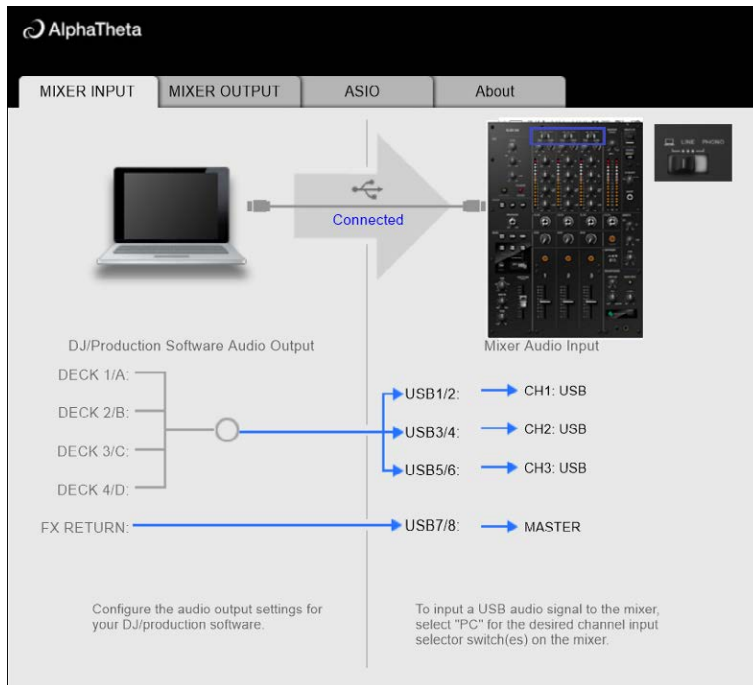 AlphaTheta
MIXER INPUT
MIXER OUTPUT
ASIO
About
LINE PHONO
Connected
DJ/Production Software Audio Output
Mixer Audio Input
DECK 1/A:
DECK 2/B:
DECK 3/C:
DECK 4/D:
FX RETURN:
USB1/2: CH1: USB
USB3/4: CH2: USB
USB5/6: CH3: USB
USB7/8: MASTER
Configure the audio output settings for
your DJ/production software.
To input a USB audio signal to the mixer,
select "PC" for the desired channel input
selector switch(es) on the mixer.